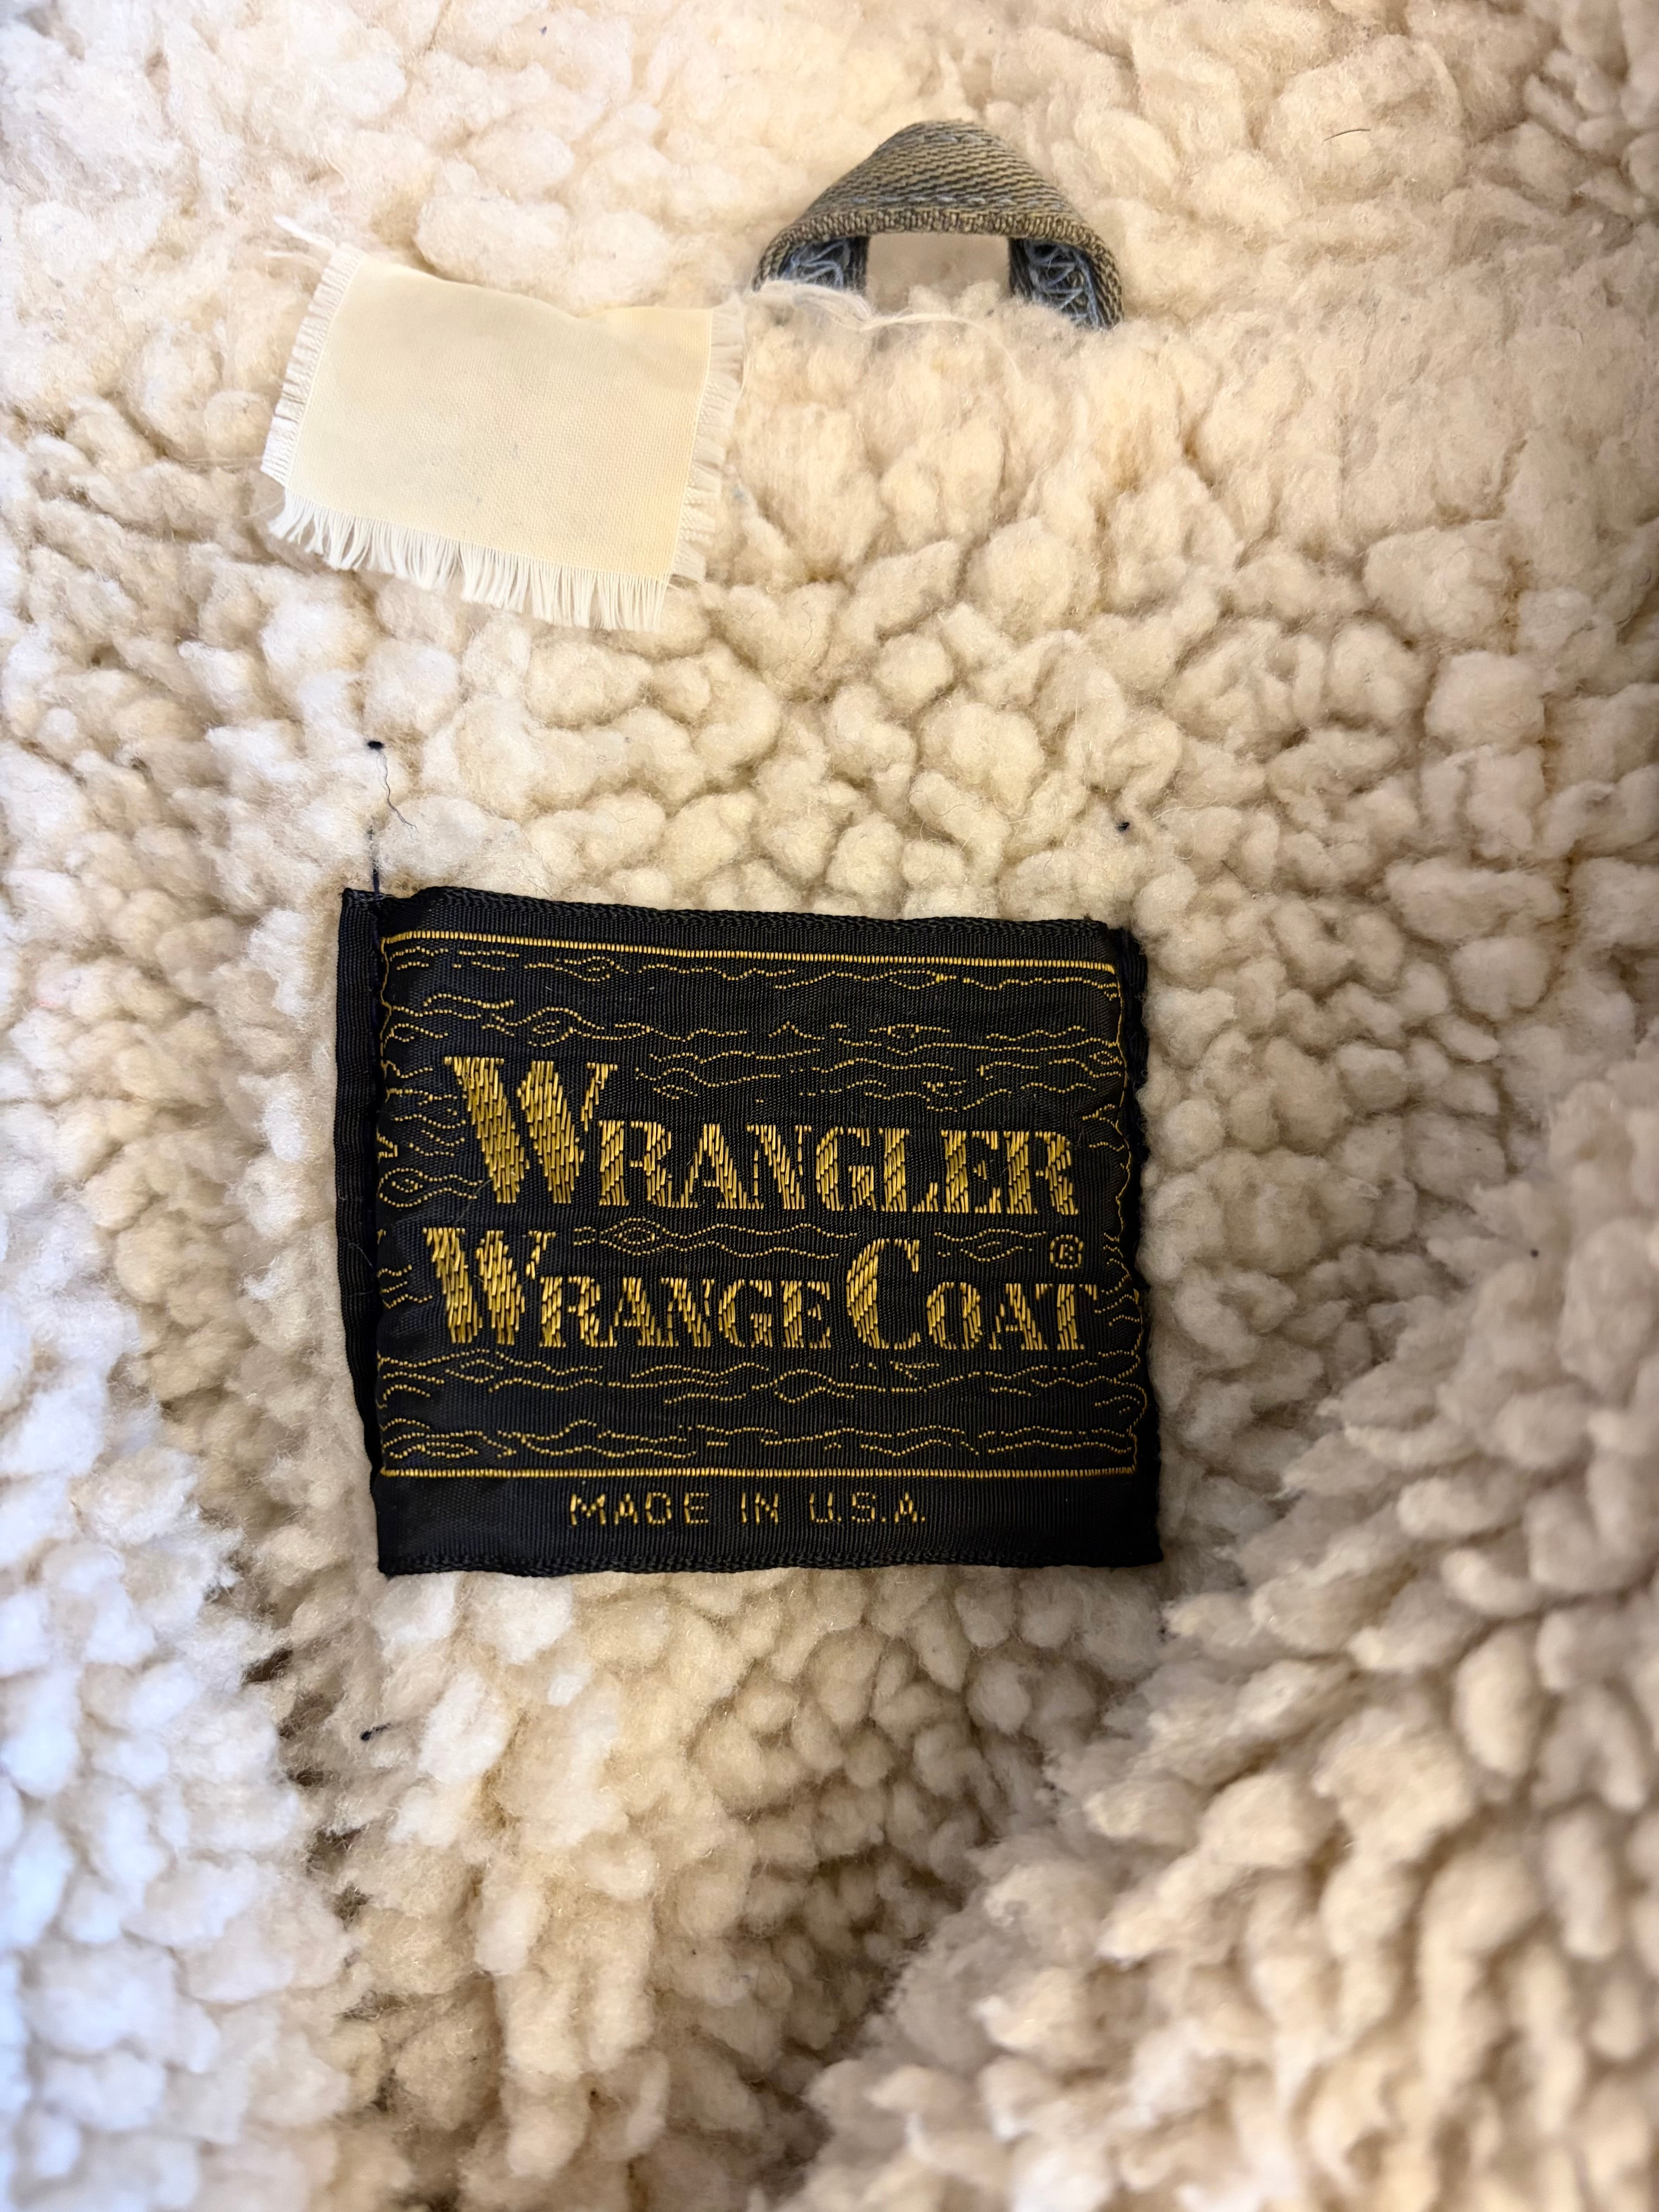 WRANGLER
WRANGE COAT®
MADE IN U.S.A.